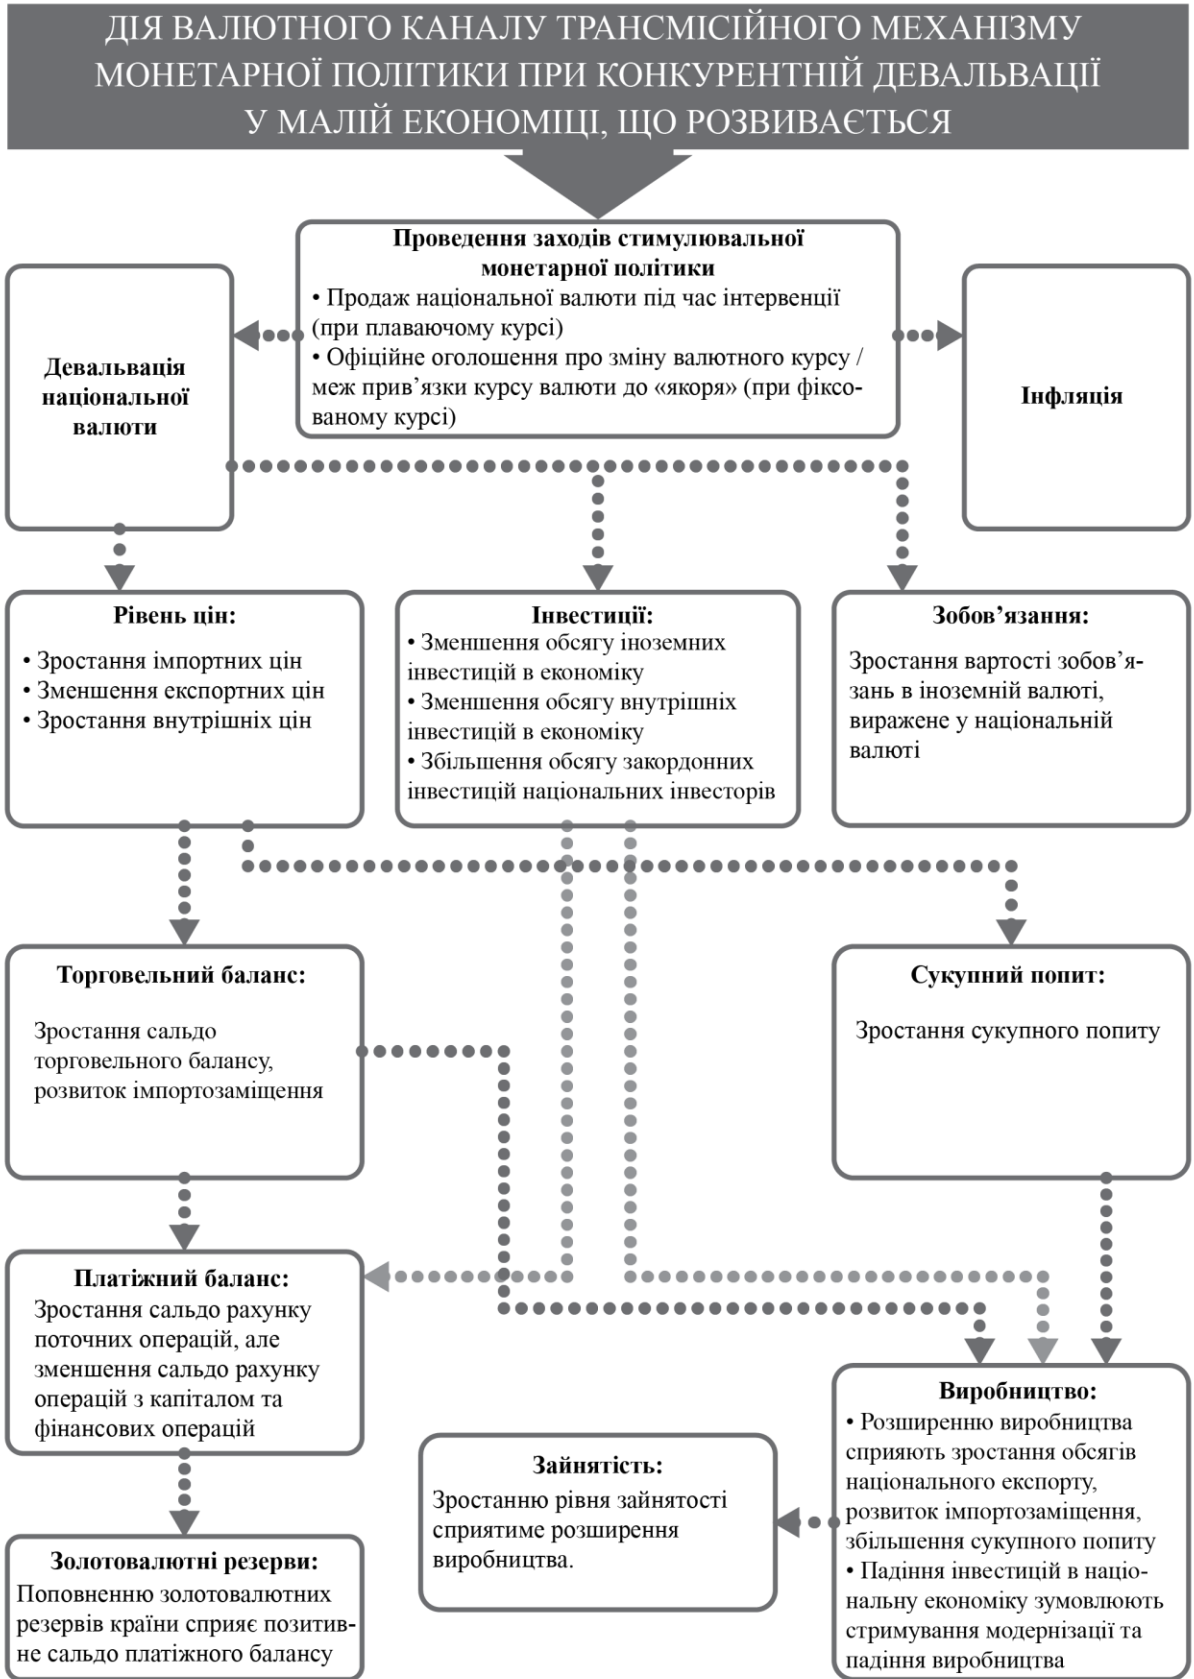 ДІЯ ВАЛЮТНОГО КАНАЛУ ТРАНСМІСІЙНОГО МЕХАНІЗМУ
МОНЕТАРНОЇ ПОЛІТИКИ ПРИ КОНКУРЕНТНІЙ ДЕВАЛЬВАЦІЇ
У МАЛІЙ ЕКОНОМІЦІ, ЩО РОЗВИВАЄТЬСЯ
Проведення заходів стимулювальної
монетарної політики
• Продаж національної валюти під час інтервенції
(при плаваючому курсі)
• Офіційне оголошення про зміну валютного курсу /
меж прив’язки курсу валюти до «якоря» (при фіксо-
ваному курсі)
Девальвація
національної
валюти
Інфляція
Рівень цін:
• Зростання імпортних цін
• Зменшення експортних цін
• Зростання внутрішніх цін
Інвестиції:
• Зменшення обсягу іноземних
інвестицій в економіку
• Зменшення обсягу внутрішніх
інвестицій в економіку
• Збільшення обсягу закордонних
інвестицій національних інвесторів
Зобов’язання:
Зростання вартості зобов’я-
зань в іноземній валюті,
виражене у національній
валюті
Торговельний баланс:
Зростання сальдо
торговельного балансу,
розвиток імпортозаміщення
Сукупний попит:
Зростання сукупного попиту
Платіжний баланс:
Зростання сальдо рахунку
поточних операцій, але
зменшення сальдо рахунку
операцій з капіталом та
фінансових операцій
Виробництво:
• Розширенню виробництва
сприяють зростання обсягів
національного експорту,
розвиток імпортозаміщення,
збільшення сукупного попиту
• Падіння інвестицій в націо-
нальну економіку зумовлюють
стримування модернізації та
падіння виробництва
Зайнятість:
Зростанню рівня зайнятості
сприятиме розширення
виробництва.
Золотовалютні резерви:
Поповненню золотовалютних
резервів країни сприяє позитив-
не сальдо платіжного балансу